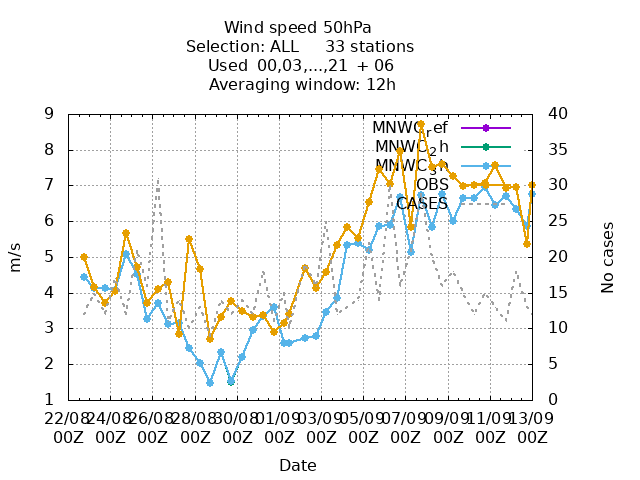 Wind speed 50hPa
Selection: ALL 33 stations
Used 00,03,...,21 + 06
Averaging window: 12h
9 40
8 35
7 30
6 25
5 20
4 15
3 10
2 5
1 0
MNWC_ref
MNWC_2h
MNWC_3h
OBS
CASES
m/s
No cases
22/08 24/08 26/08 28/08 30/08 01/09 03/09 05/09 07/09 09/09 11/09 13/09
00Z 00Z 00Z 00Z 00Z 00Z 00Z 00Z 00Z 00Z 00Z 00Z
Date